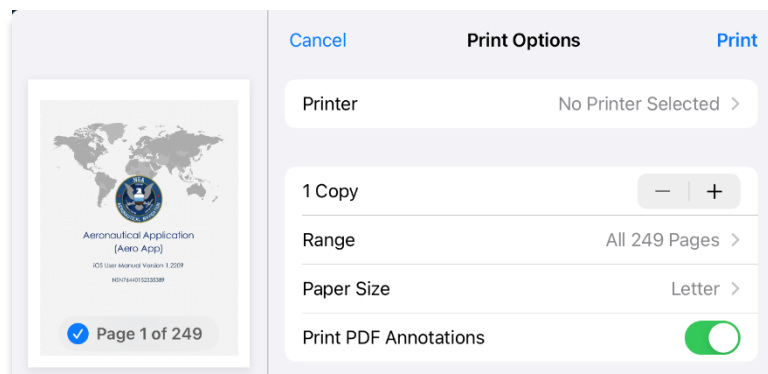 Cancel
Print Options
Print
Printer
No Printer Selected
1 Copy
Range
All 249 Pages
Paper Size
Letter
Print PDF Annotations
Aeronautical Application
(Aero App)
iOS User Manual Version 1.2209
Page 1 of 249